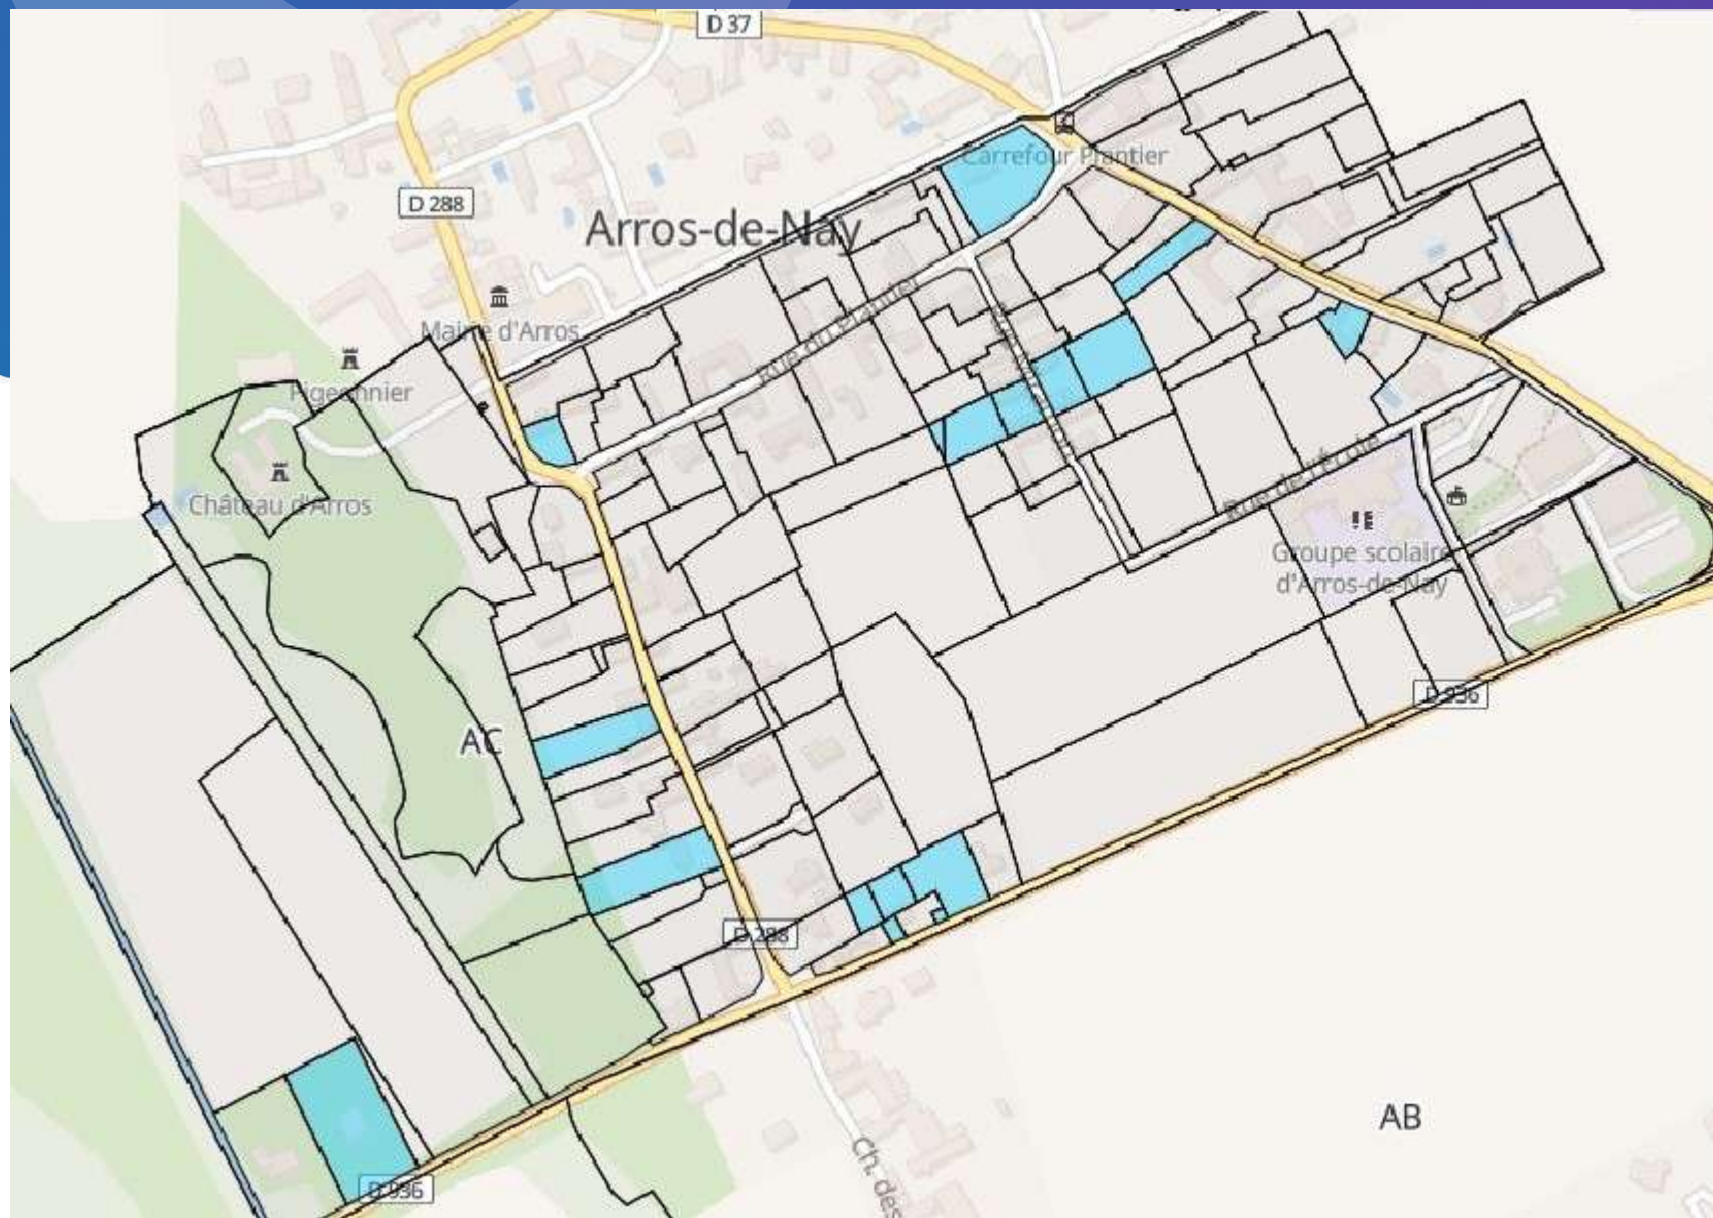 D 37
Carrefour Plantier
D 288
Arros-de-Nay
Mairie d'Arros
Rue du Plantier
Pigeonnier
Château d'Arros
Rue de l'École
Groupe scolaire
d'Arros-de-Nay
D 936
AC
D 288
AB
Ch. des
D 936